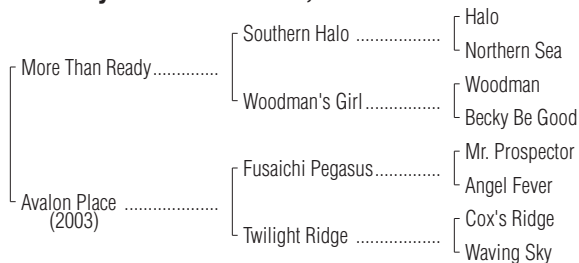 Halo
Southern Halo ..................
Northern Sea
More Than Ready..............
Woodman
Woodman's Girl................
Becky Be Good
Mr. Prospector
Fusaichi Pegasus..............
Angel Fever
Avalon Place ....................
(2003)
Cox's Ridge
Twilight Ridge ..................
Waving Sky